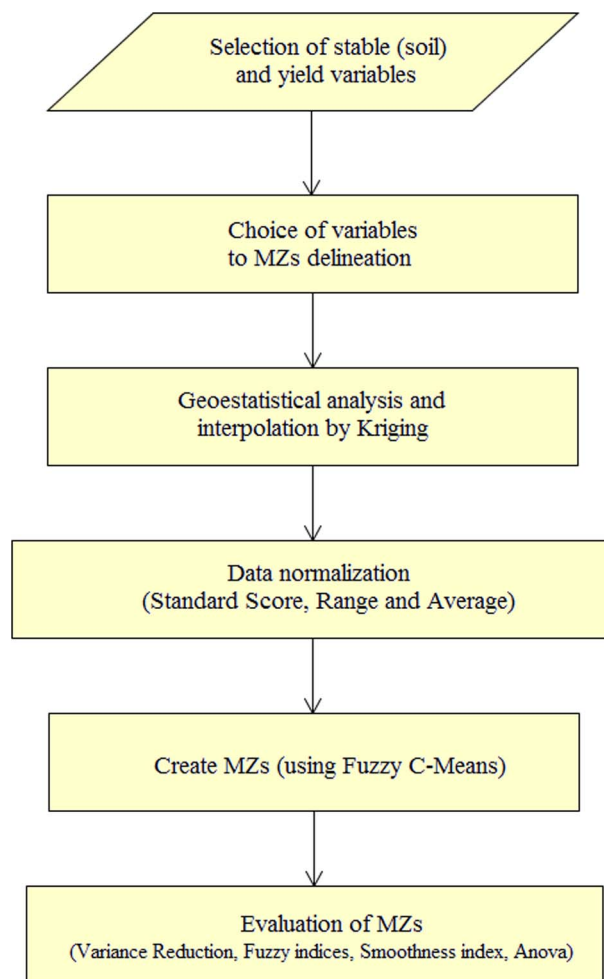 Selection of stable (soil)
and yield variables
Choice of variables
to MZs delineation
Geoestatistical analysis and
interpolation by Kriging
Data normalization
(Standard Score, Range and Average)
Create MZs (using Fuzzy C-Means)
Evaluation of MZs
(Variance Reduction, Fuzzy indices, Smoothness index, Anova)